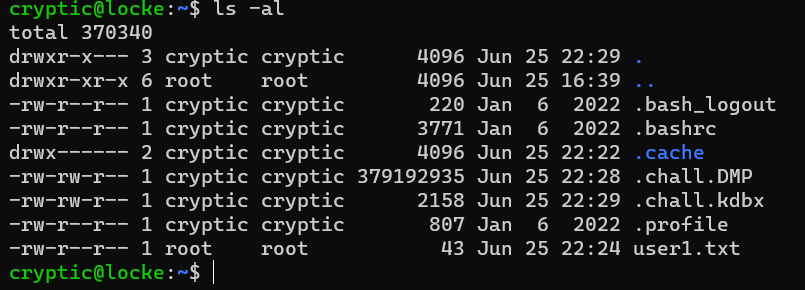 cryptic@locke:~$ ls -al
total 370340
drwxr-x--- 3 cryptic cryptic      4096 Jun 25 22:29 .
drwxr-xr-x 6 root    root         4096 Jun 25 16:39 ..
-rw-r--r-- 1 cryptic cryptic       220 Jan  6  2022 .bash_logout
-rw-r--r-- 1 cryptic cryptic      3771 Jan  6  2022 .bashrc
drwx------ 2 cryptic cryptic      4096 Jun 25 22:22 .cache
-rw-rw-r-- 1 cryptic cryptic 379192935 Jun 25 22:28 .chall.DMP
-rw-rw-r-- 1 cryptic cryptic      2158 Jun 25 22:29 .chall.kdbx
-rw-r--r-- 1 cryptic cryptic       807 Jan  6  2022 .profile
-rw-r--r-- 1 root    root           43 Jun 25 22:24 user1.txt
cryptic@locke:~$